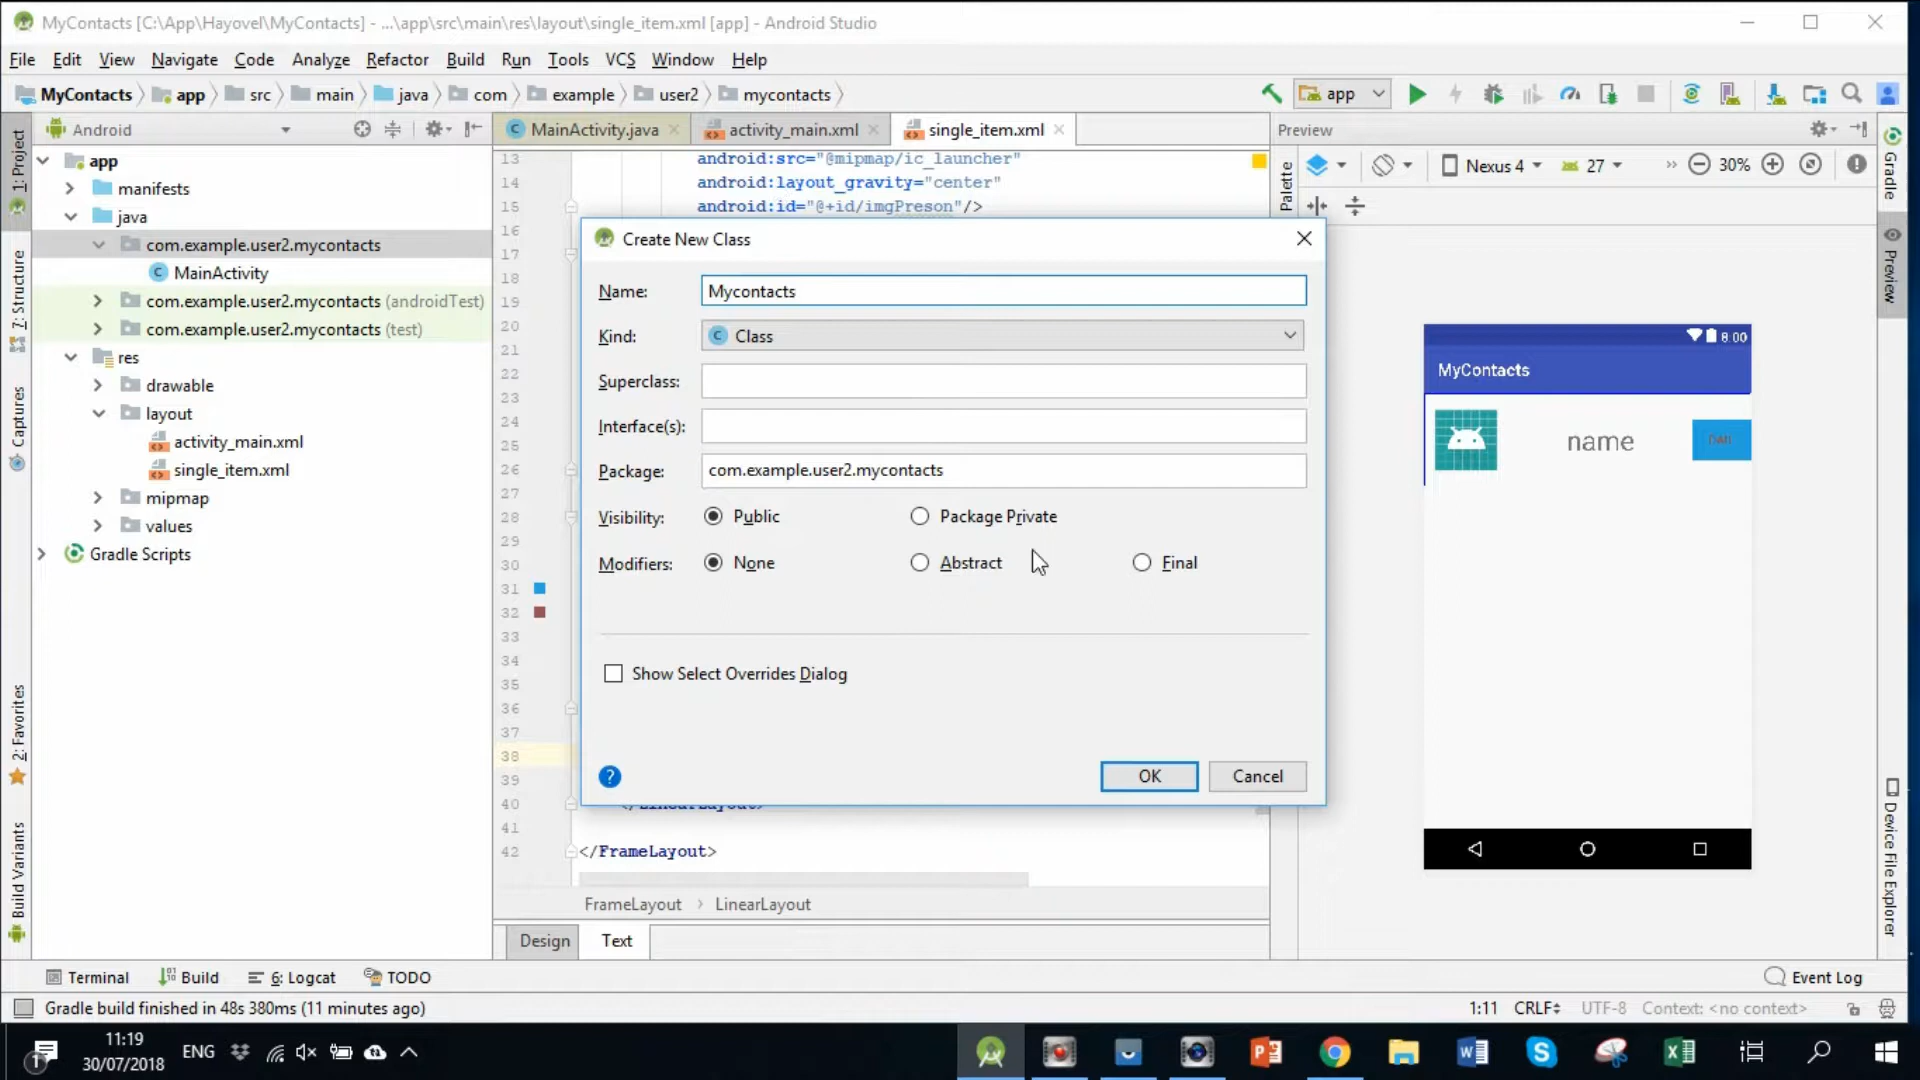 MyContacts [C:\App\Hayovel\MyContacts] - ...\app\src\main\res\layout\single_item.xml [app] - Android Studio
File Edit View Navigate Code Analyze Refactor Build Run Tools VCS Window Help
MyContacts app src main java com example user2 mycontacts
app
1: Project
Android
MainActivity.java activity_main.xml single_item.xml
Preview
app
manifests
java
com.example.user2.mycontacts
MainActivity
com.example.user2.mycontacts (androidTest)
com.example.user2.mycontacts (test)
res
drawable
layout
activity_main.xml
single_item.xml
mipmap
values
Gradle Scripts
7: Structure
Captures
2: Favorites
Build Variants
13 android:src="@mipmap/ic_launcher"
14 android:layout_gravity="center"
15 android:id="@+id/imgPreson"/>
16
17
18
19
20
21
22
23
24
25
26
27
28
29
30
31
32
33
34
35
36
37
38
39
40 </LinearLayout>
41
42 </FrameLayout>
FrameLayout LinearLayout
Design Text
Create New Class
Name: Mycontacts
Kind: Class
Superclass:
Interface(s):
Package: com.example.user2.mycontacts
Visibility: Public Package Private
Modifiers: None Abstract Final
Show Select Overrides Dialog
? OK Cancel
Palette
Nexus 4 27 » 30%
8:00
MyContacts
name
Gradle
Preview
Device File Explorer
Terminal Build 6: Logcat TODO Event Log
Gradle build finished in 48s 380ms (11 minutes ago) 1:11 CRLF UTF-8 Context: <no context>
11:19
30/07/2018
ENG
1